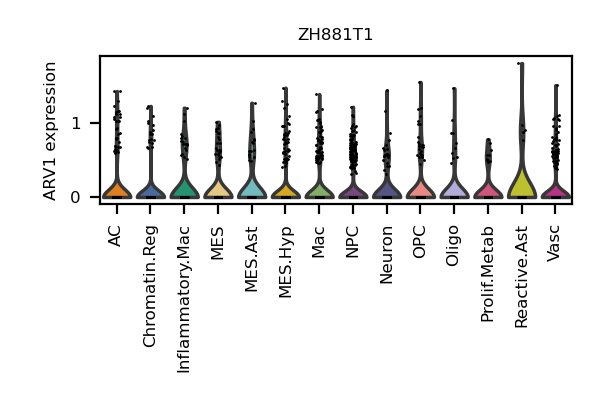 ZH881T1
ARV1 expression
1
0
AC
Chromatin.Reg
Inflammatory.Mac
MES
MES.Ast
MES.Hyp
Mac
NPC
Neuron
OPC
Oligo
Prolif.Metab
Reactive.Ast
Vasc